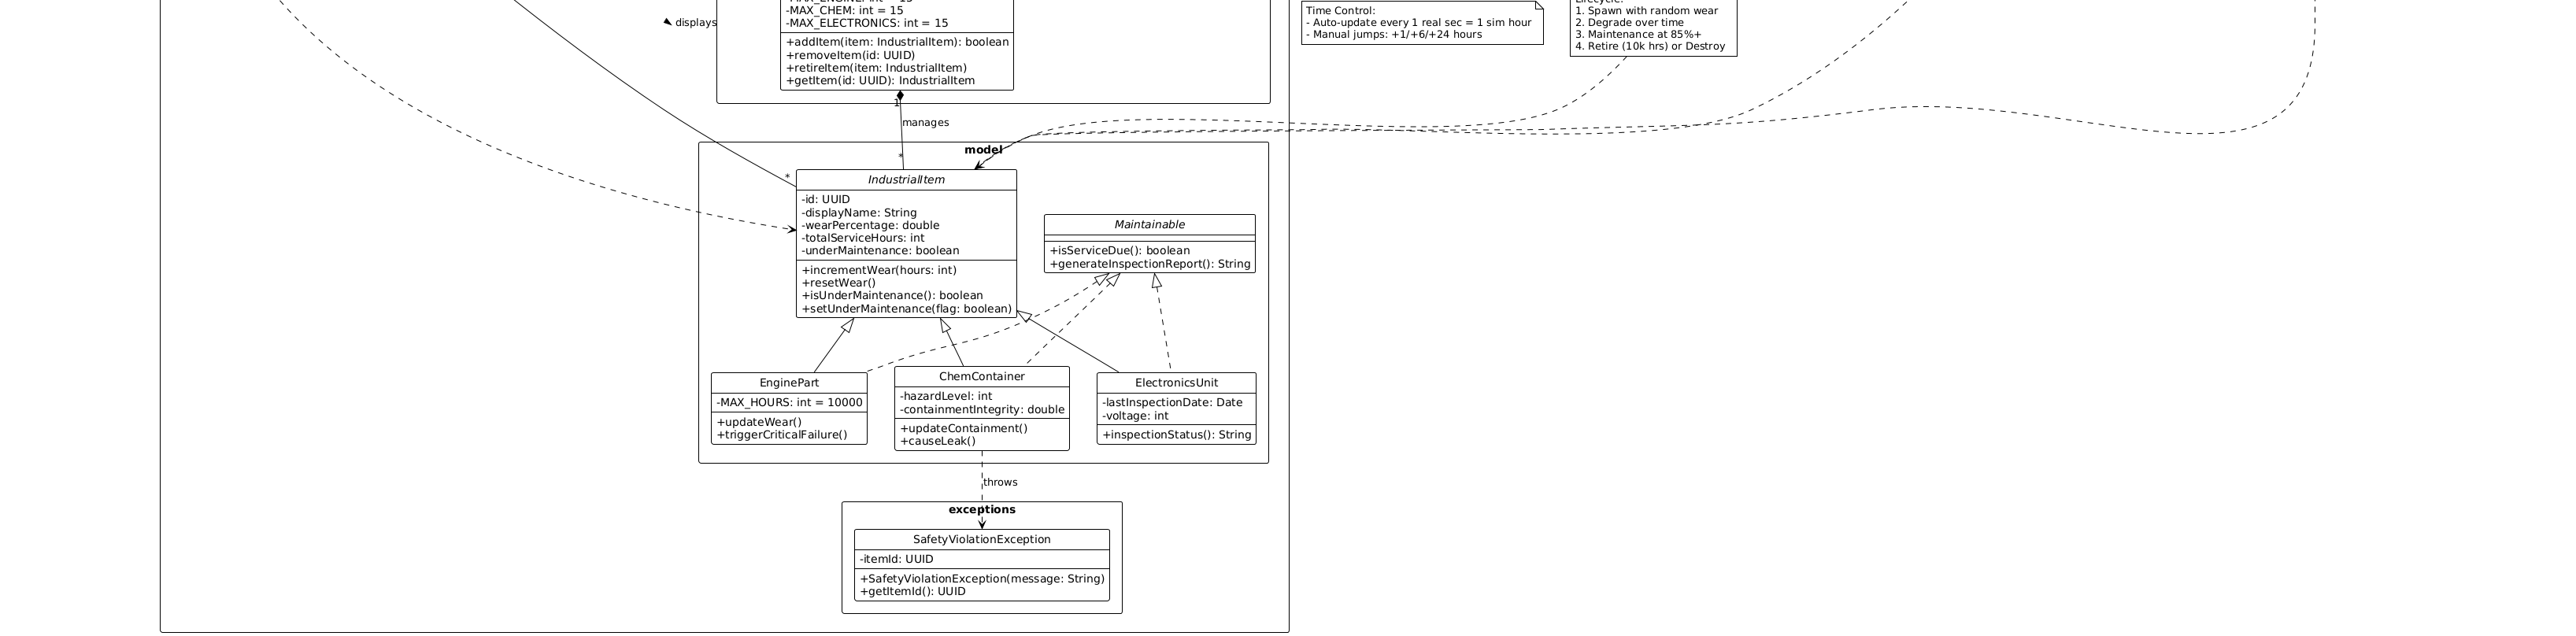 -MAX_CHEM: int = 15
-MAX_ELECTRONICS: int = 15
+addItem(item: IndustrialItem): boolean
+removeItem(id: UUID)
+retireItem(item: IndustrialItem)
+getItem(id: UUID): IndustrialItem
displays
Time Control:
- Auto-update every 1 real sec = 1 sim hour
- Manual jumps: +1/+6/+24 hours
Lifecycle:
1. Spawn with random wear
2. Degrade over time
3. Maintenance at 85%+
4. Retire (10k hrs) or Destroy
1
manages
*
model
*
IndustrialItem
-id: UUID
-displayName: String
-wearPercentage: double
-totalServiceHours: int
-underMaintenance: boolean
+incrementWear(hours: int)
+resetWear()
+isUnderMaintenance(): boolean
+setUnderMaintenance(flag: boolean)
Maintainable
+isServiceDue(): boolean
+generateInspectionReport(): String
EnginePart
-MAX_HOURS: int = 10000
+updateWear()
+triggerCriticalFailure()
ChemContainer
-hazardLevel: int
-containmentIntegrity: double
+updateContainment()
+causeLeak()
ElectronicsUnit
-lastInspectionDate: Date
-voltage: int
+inspectionStatus(): String
throws
exceptions
SafetyViolationException
-itemId: UUID
+SafetyViolationException(message: String)
+getItemId(): UUID